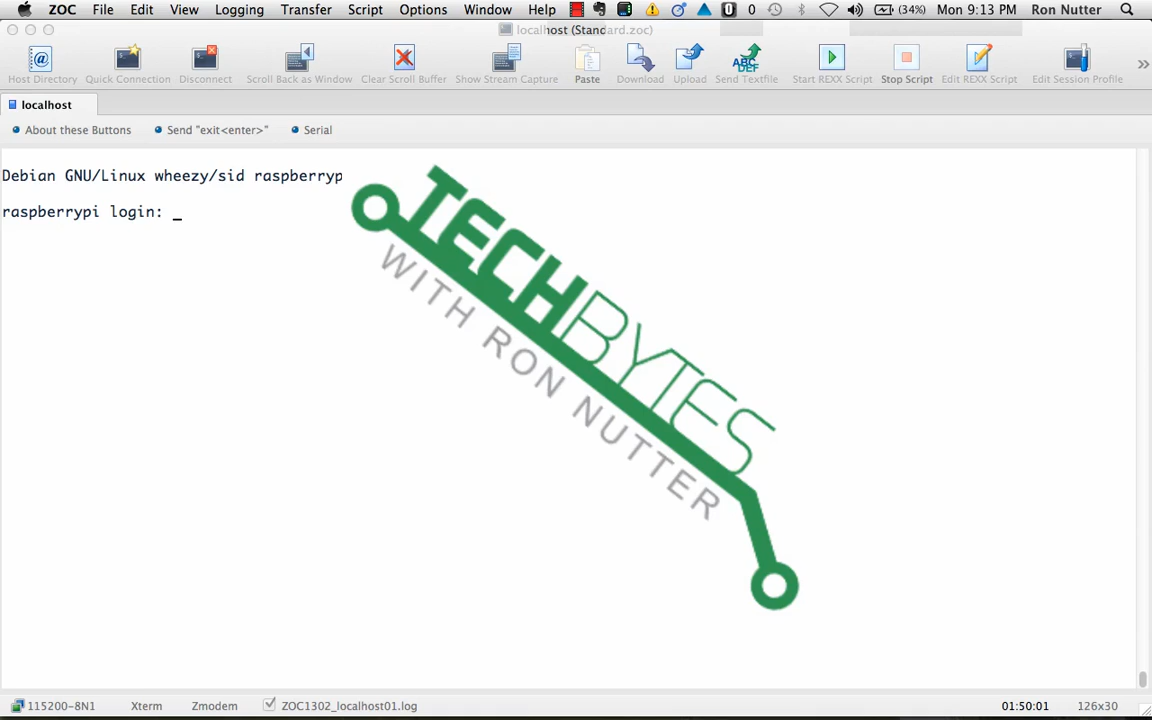 ZOC File Edit View Logging Transfer Script Options Window Help 0 (34%) Mon 9:13 PM Ron Nutter
localhost (Standard.zoc)
Host Directory Quick Connection Disconnect Scroll Back as Window Clear Scroll Buffer Show Stream Capture Paste Download Upload Send Textfile Start REXX Script Stop Script Edit REXX Script Edit Session Profile
localhost
About these Buttons Send "exit<enter>" Serial
Debian GNU/Linux wheezy/sid raspberryp
raspberrypi login: _
TECHBYTES
WITH RON NUTTER
115200-8N1 Xterm Zmodem ZOC1302_localhost01.log 01:50:01 126x30